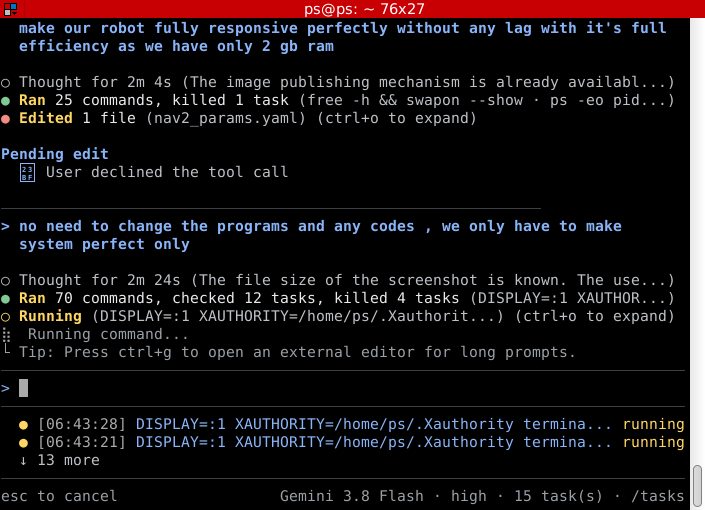 ps@ps: ~ 76x27
make our robot fully responsive perfectly without any lag with it's full
efficiency as we have only 2 gb ram
○ Thought for 2m 4s (The image publishing mechanism is already availabl...)
● Ran 25 commands, killed 1 task (free -h && swapon --show · ps -eo pid...)
● Edited 1 file (nav2_params.yaml) (ctrl+o to expand)
Pending edit
User declined the tool call
> no need to change the programs and any codes , we only have to make
system perfect only
○ Thought for 2m 24s (The file size of the screenshot is known. The use...)
● Ran 70 commands, checked 12 tasks, killed 4 tasks (DISPLAY=:1 XAUTHOR...)
○ Running (DISPLAY=:1 XAUTHORITY=/home/ps/.Xauthorit...) (ctrl+o to expand)
Running command...
└ Tip: Press ctrl+g to open an external editor for long prompts.
>
● [06:43:28] DISPLAY=:1 XAUTHORITY=/home/ps/.Xauthority termina... running
● [06:43:21] DISPLAY=:1 XAUTHORITY=/home/ps/.Xauthority termina... running
↓ 13 more
esc to cancel Gemini 3.8 Flash · high · 15 task(s) · /tasks